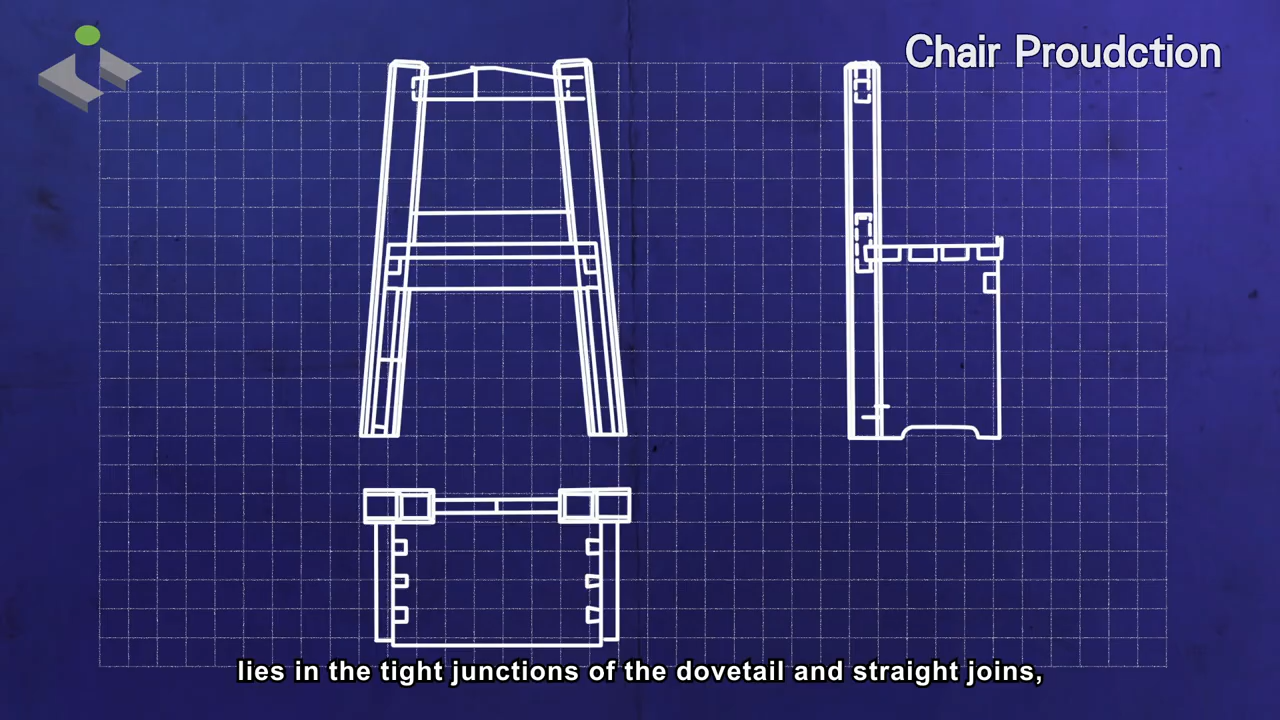 Chair Proudction
lies in the tight junctions of the dovetail and straight joins,